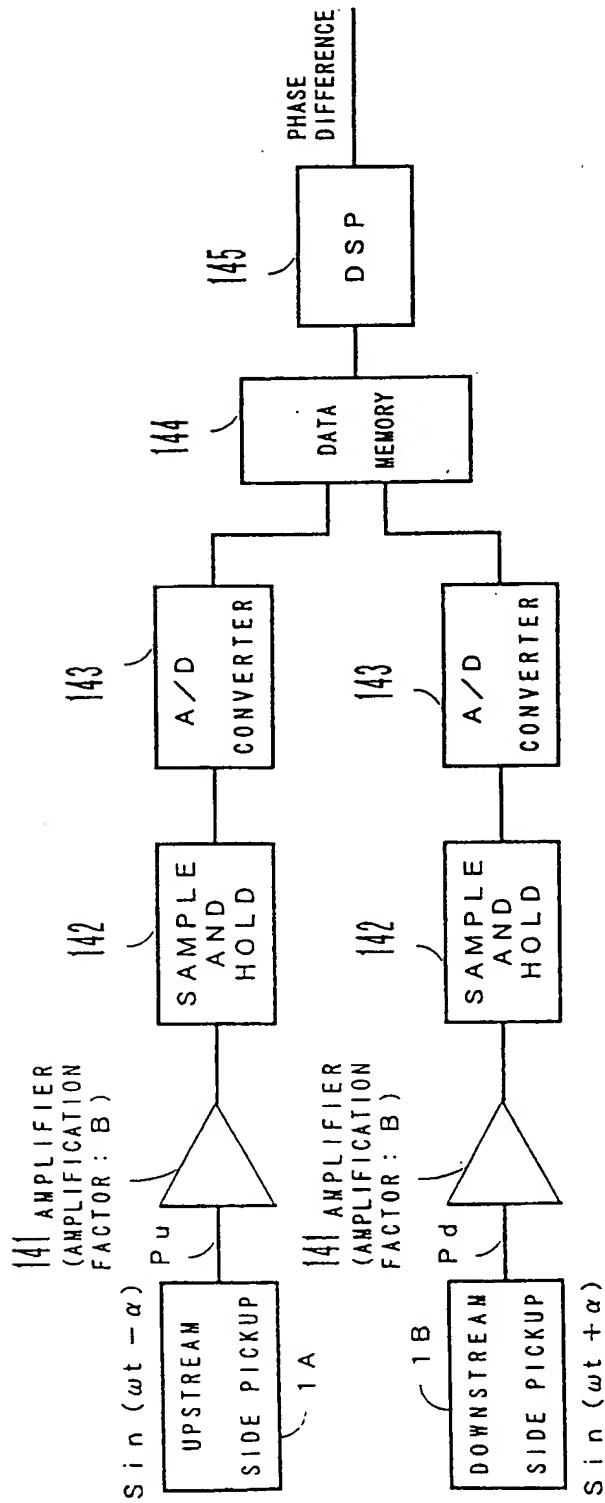 Sin (ωt − α)
UPSTREAM
SIDE PICKUP
1A
Pu
141 AMPLIFIER
(AMPLIFICATION
FACTOR : B)
142
SAMPLE
AND
HOLD
143
A/D
CONVERTER
Sin (ωt + α)
DOWNSTREAM
SIDE PICKUP
1B
Pd
141 AMPLIFIER
(AMPLIFICATION
FACTOR : B)
142
SAMPLE
AND
HOLD
143
A/D
CONVERTER
144
DATA
MEMORY
145
DSP
PHASE
DIFFERENCE